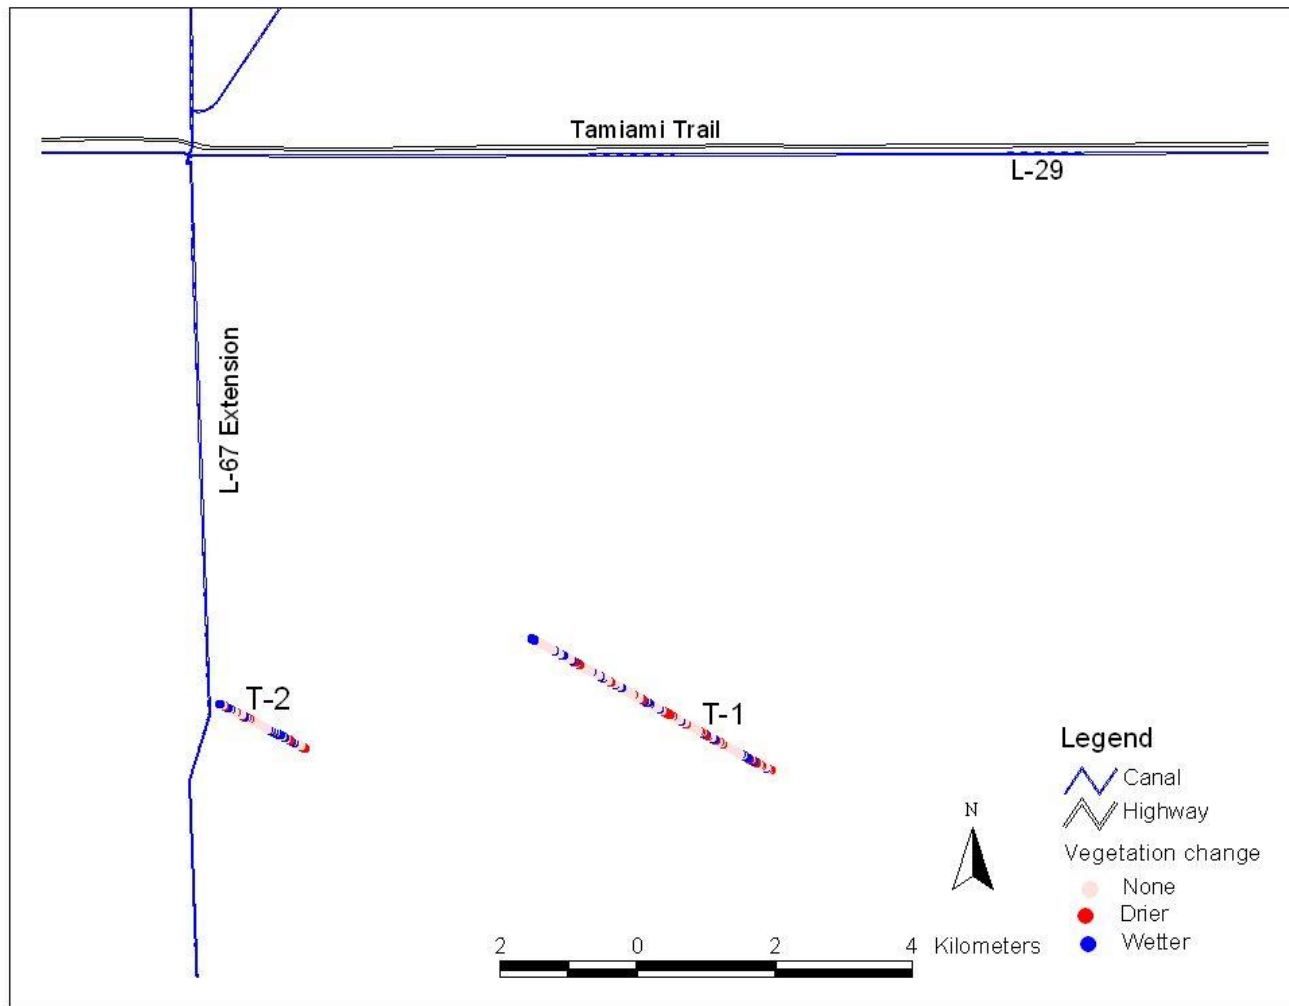 Tamiami Trail
L-29
L-67 Extension
T-2
T-1
Legend
Canal
Highway
Vegetation change
None
Drier
Wetter
N
2 0 2 4 Kilometers